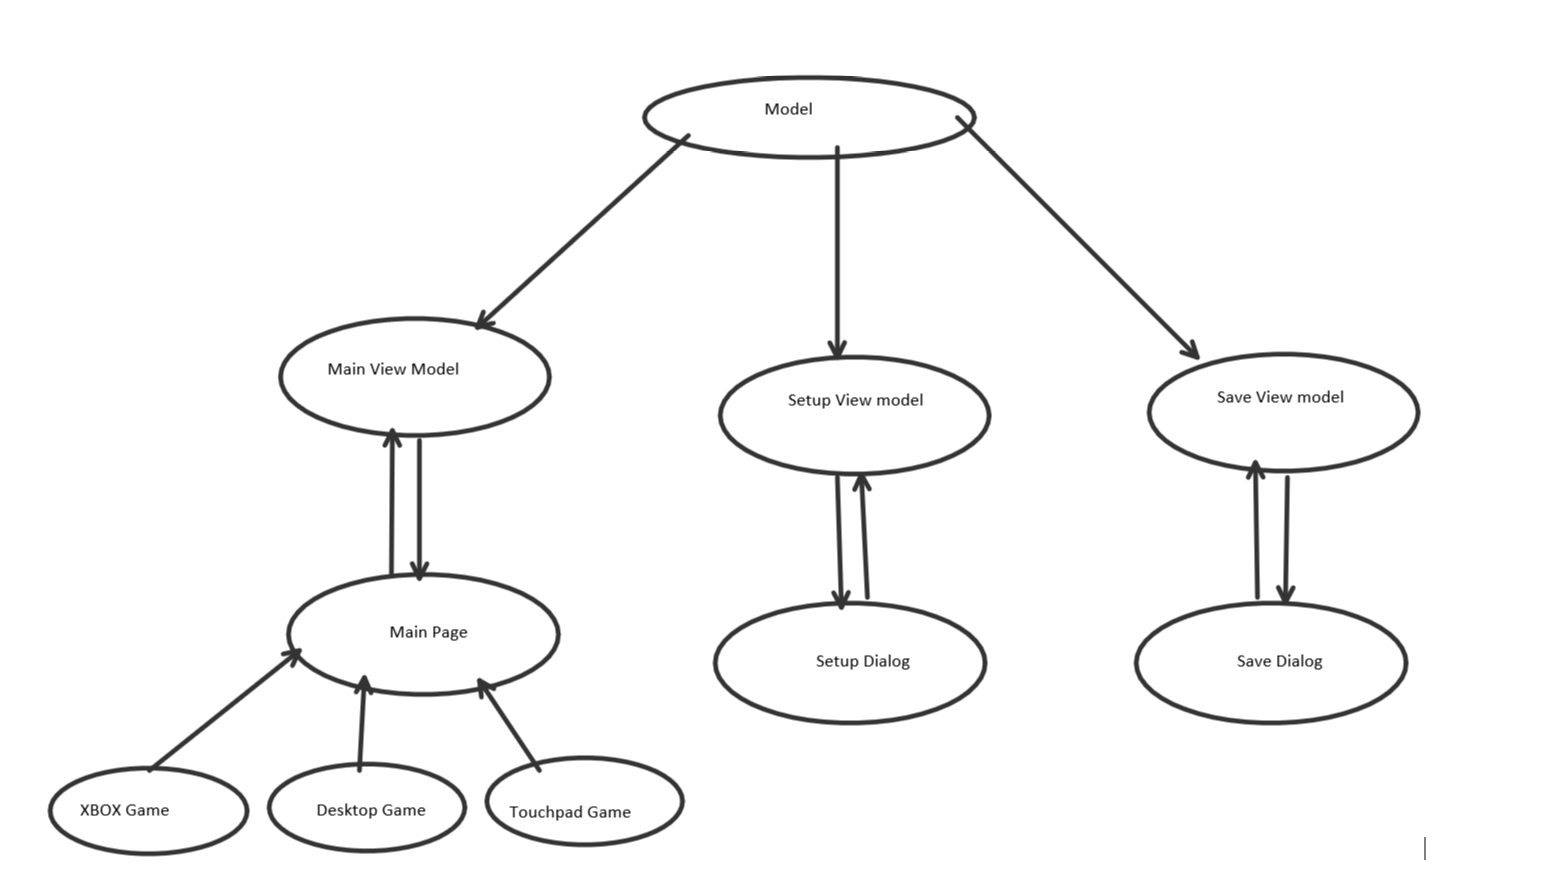 Model
Main View Model
Setup View model
Save View model
Main Page
Setup Dialog
Save Dialog
XBOX Game
Desktop Game
Touchpad Game